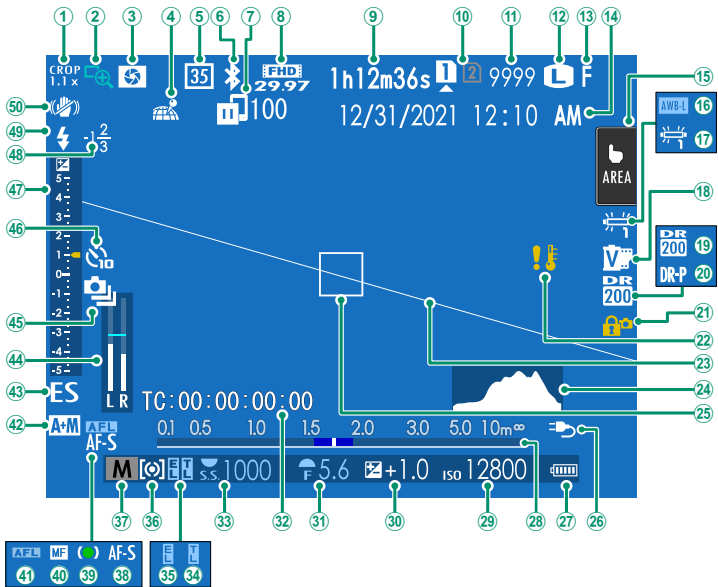 1 2 3 4 5 6 7 8 9 10 11 12 13 14
CROP
1.1 x
35
FHD
29.97
1h12m36s
1
2
9999
L
F
100
12/31/2021 12:10 AM
15
AREA
16
AWB-L
17
1
1
18
V
DR
200
19
DR
200
20
DR-P
21
22
23
24
25
26
27
28
29
30
31
32
33
34
35
36
37
38
39
40
41
42
43
44
45
46
47
48
49
50
-1 2/3
5
4
3
2
1
0
-1
-2
-3
-4
-5
10
L R
ES
TC:00:00:00:00
A+M
AFL
AF-S
0.1 0.5 1.0 1.5 2.0 3.0 5.0 10m ∞
M
EL
TL
S.S. 1000
F 5.6
+1.0
ISO 12800
AFL MF AF-S
EL TL